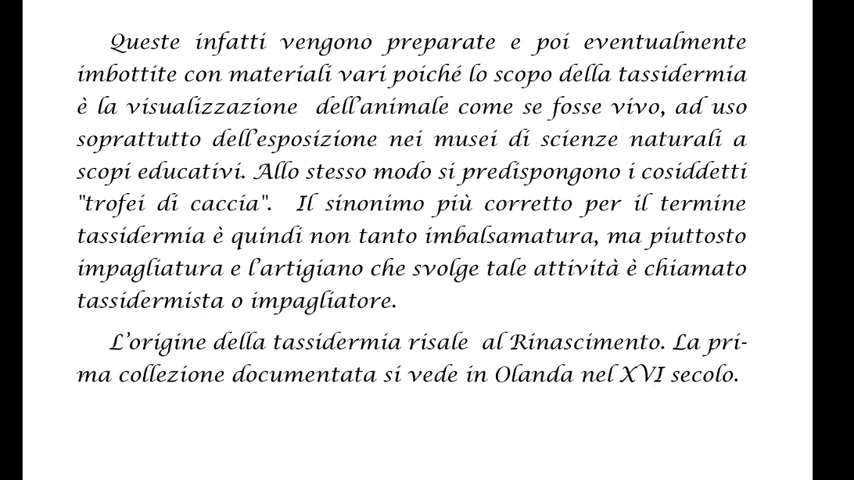 Queste infatti vengono preparate e poi eventualmente
imbottite con materiali vari poiché lo scopo della tassidermia
è la visualizzazione dell'animale come se fosse vivo, ad uso
soprattutto dell'esposizione nei musei di scienze naturali a
scopi educativi. Allo stesso modo si predispongono i cosiddetti
"trofei di caccia". Il sinonimo più corretto per il termine
tassidermia è quindi non tanto imbalsamatura, ma piuttosto
impagliatura e l'artigiano che svolge tale attività è chiamato
tassidermista o impagliatore.
L'origine della tassidermia risale al Rinascimento. La pri-
ma collezione documentata si vede in Olanda nel XVI secolo.